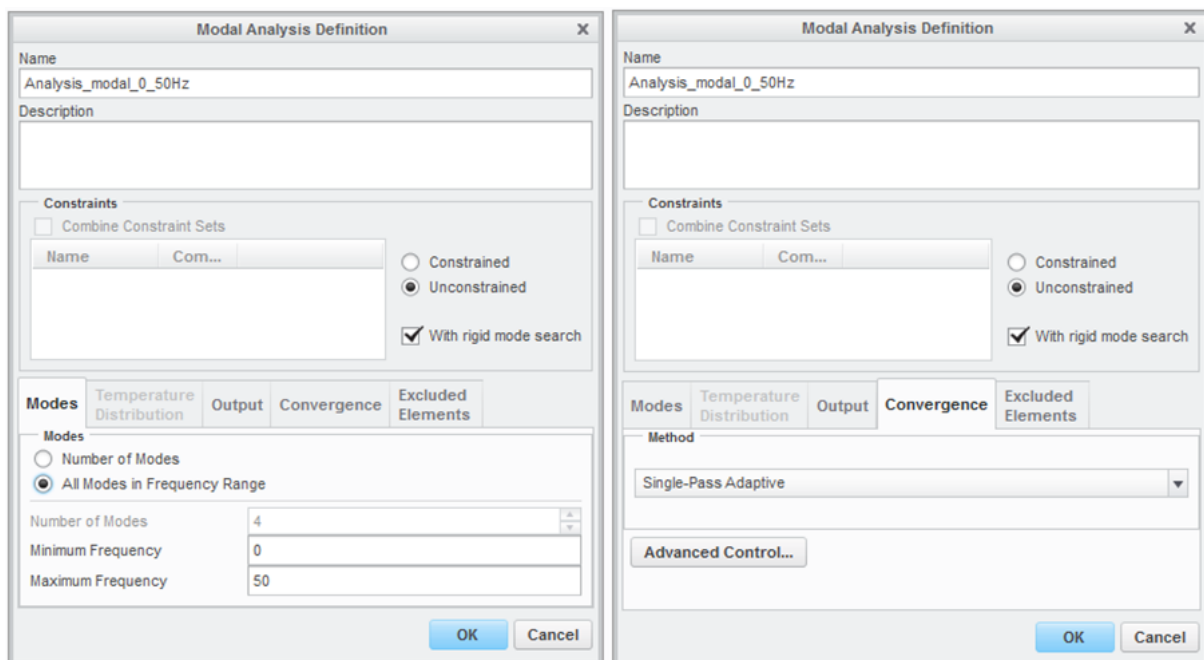 Modal Analysis Definition x
Name
Analysis_modal_0_50Hz
Description
Constraints
Combine Constraint Sets
Name Com...
Constrained
Unconstrained
With rigid mode search
Modes Temperature Distribution Output Convergence Excluded Elements
Modes
Number of Modes
All Modes in Frequency Range
Number of Modes 4
Minimum Frequency 0
Maximum Frequency 50
OK Cancel
Modal Analysis Definition x
Name
Analysis_modal_0_50Hz
Description
Constraints
Combine Constraint Sets
Name Com...
Constrained
Unconstrained
With rigid mode search
Modes Temperature Distribution Output Convergence Excluded Elements
Method
Single-Pass Adaptive
Advanced Control...
OK Cancel